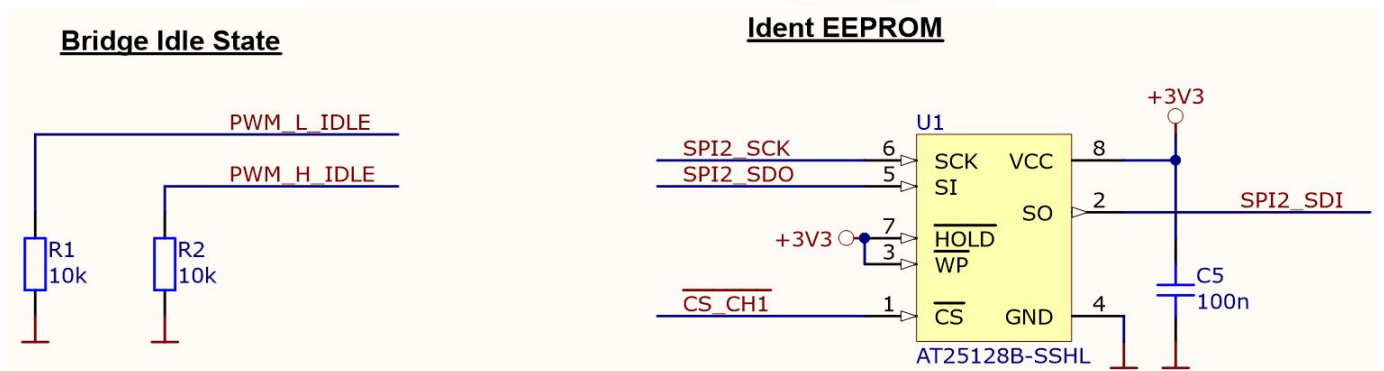 Bridge Idle State
PWM_L_IDLE
PWM_H_IDLE
R1
10k
R2
10k
Ident EEPROM
+3V3
U1
SPI2_SCK 6 SCK VCC 8
SPI2_SDO 5 SI
SO 2 SPI2_SDI
+3V3 7 HOLD
3 WP
CS_CH1 1 CS GND 4
C5
100n
AT25128B-SSHL